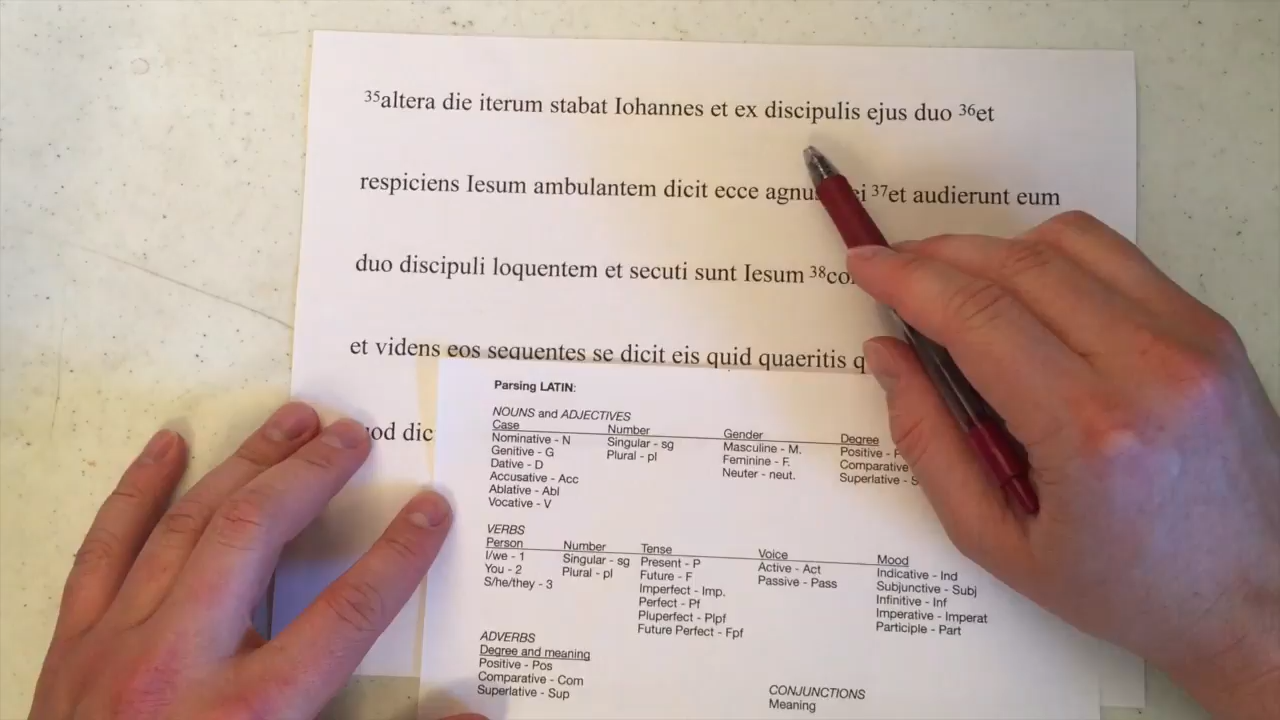 35altera die iterum stabat Iohannes et ex discipulis ejus duo 36et
respiciens Iesum ambulantem dicit ecce 37et audierunt eum
duo discipuli loquentem et secuti sunt Iesum 38
et videns eos sequentes se dicit eis quid quaeritis
Parsing LATIN:
NOUNS and ADJECTIVES
Case Number Gender Degree
Nominative - N Singular - sg Masculine - M. Positive -
Genitive - G Plural - pl Feminine - F. Comparative
Dative - D Neuter - neut. Superlative -
Accusative - Acc
Ablative - Abl
Vocative - V
VERBS
Person Number Tense Voice Mood
I/we - 1 Singular - sg Present - P Active - Act Indicative - Ind
You - 2 Plural - pl Future - F Passive - Pass Subjunctive - Subj
S/he/they - 3 Imperfect - Imp. Infinitive - Inf
Perfect - Pf Imperative - Imperat
Pluperfect - Plpf Participle - Part
Future Perfect - Fpf
ADVERBS
Degree and meaning
Positive - Pos
Comparative - Com
Superlative - Sup
CONJUNCTIONS
Meaning